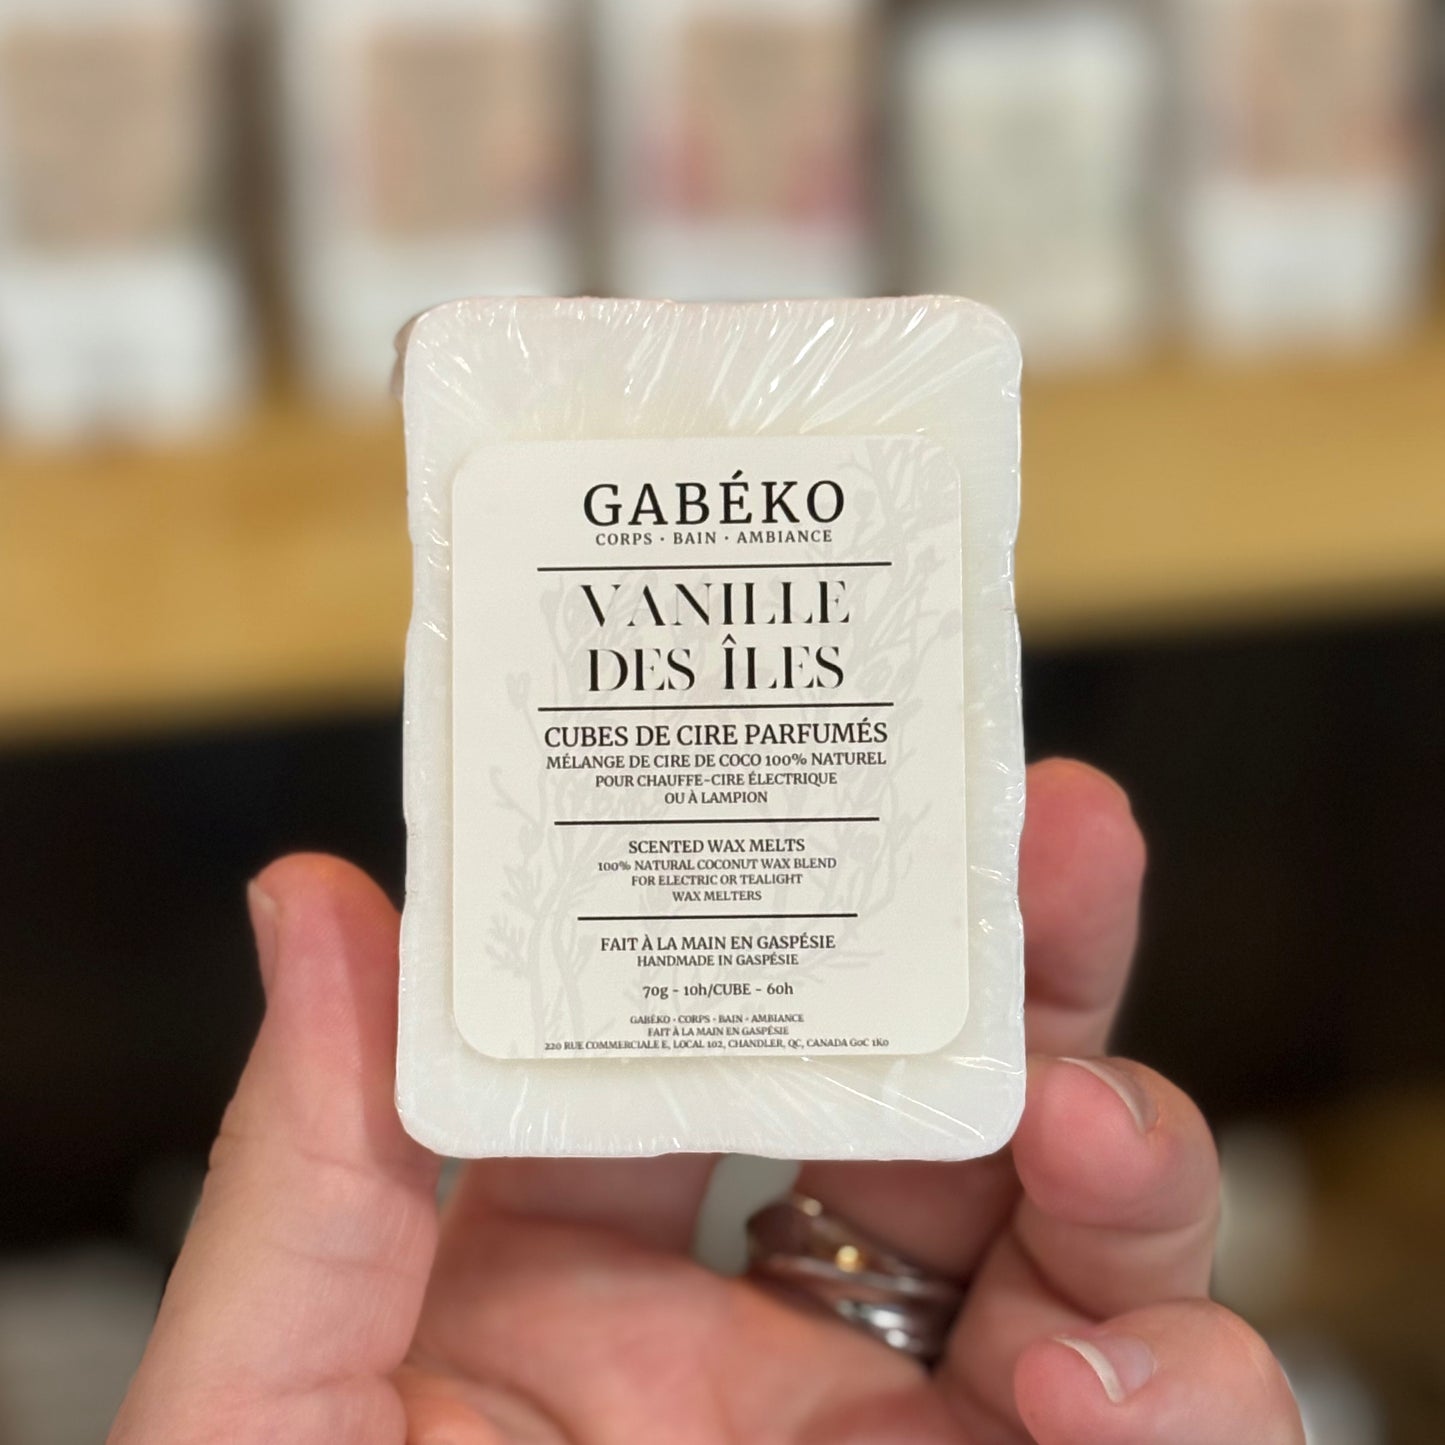 GABÉKO
CORPS · BAIN · AMBIANCE
VANILLE
DES ÎLES
CUBES DE CIRE PARFUMÉS
MÉLANGE DE CIRE DE COCO 100% NATUREL
POUR CHAUFFE-CIRE ÉLECTRIQUE
OU À LAMPION
SCENTED WAX MELTS
100% NATURAL COCONUT WAX BLEND
FOR ELECTRIC OR TEALIGHT
WAX MELTERS
FAIT À LA MAIN EN GASPÉSIE
HANDMADE IN GASPÉSIE
70g - 10h/CUBE - 60h
GABÉKO · CORPS · BAIN · AMBIANCE
FAIT À LA MAIN EN GASPÉSIE
220 RUE COMMERCIALE E, LOCAL 102, CHANDLER, QC, CANADA G0C 1K0